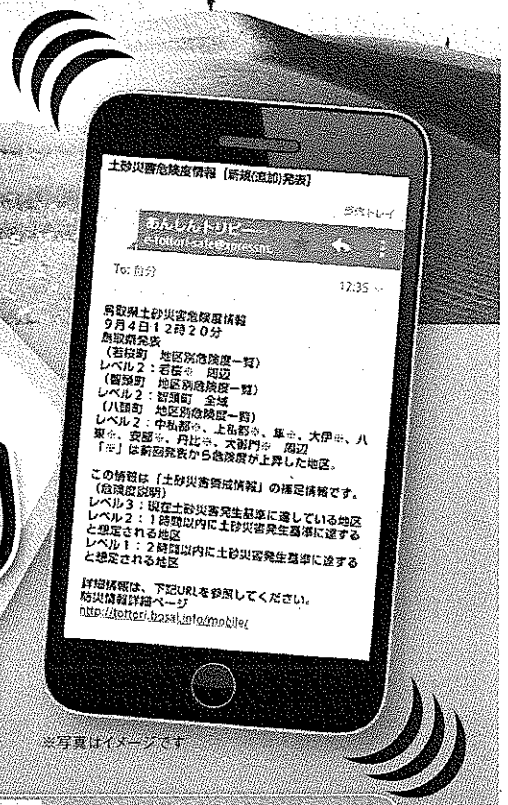 土砂災害危険度情報【新規(追加)発表】
受信トレイ
あんしんトリピー
To: 自分
12:35
鳥取県土砂災害危険度情報
9月4日12時20分
鳥取県発表
(若桜町 地区別危険度一覧)
レベル2:若桜※ 周辺
(智頭町 地区別危険度一覧)
レベル2:智頭町 全域
(八頭町 地区別危険度一覧)
レベル2:中私都※、上私都※、隼※、大伊※、八
東※、安部※、丹比※、大御門※ 周辺
「※」は前回発表から危険度が上昇した地区。
この情報は「土砂災害警戒情報」の補足情報です。
(危険度説明)
レベル3:現在土砂災害発生基準に達している地区
レベル2:1時間以内に土砂災害発生基準に達する
と想定される地区
レベル1:2時間以内に土砂災害発生基準に達する
と想定される地区
詳細情報は、下記URLを参照してください。
防災情報詳細ページ
http://tottori.bosai.info/mobile/
※写真はイメージです